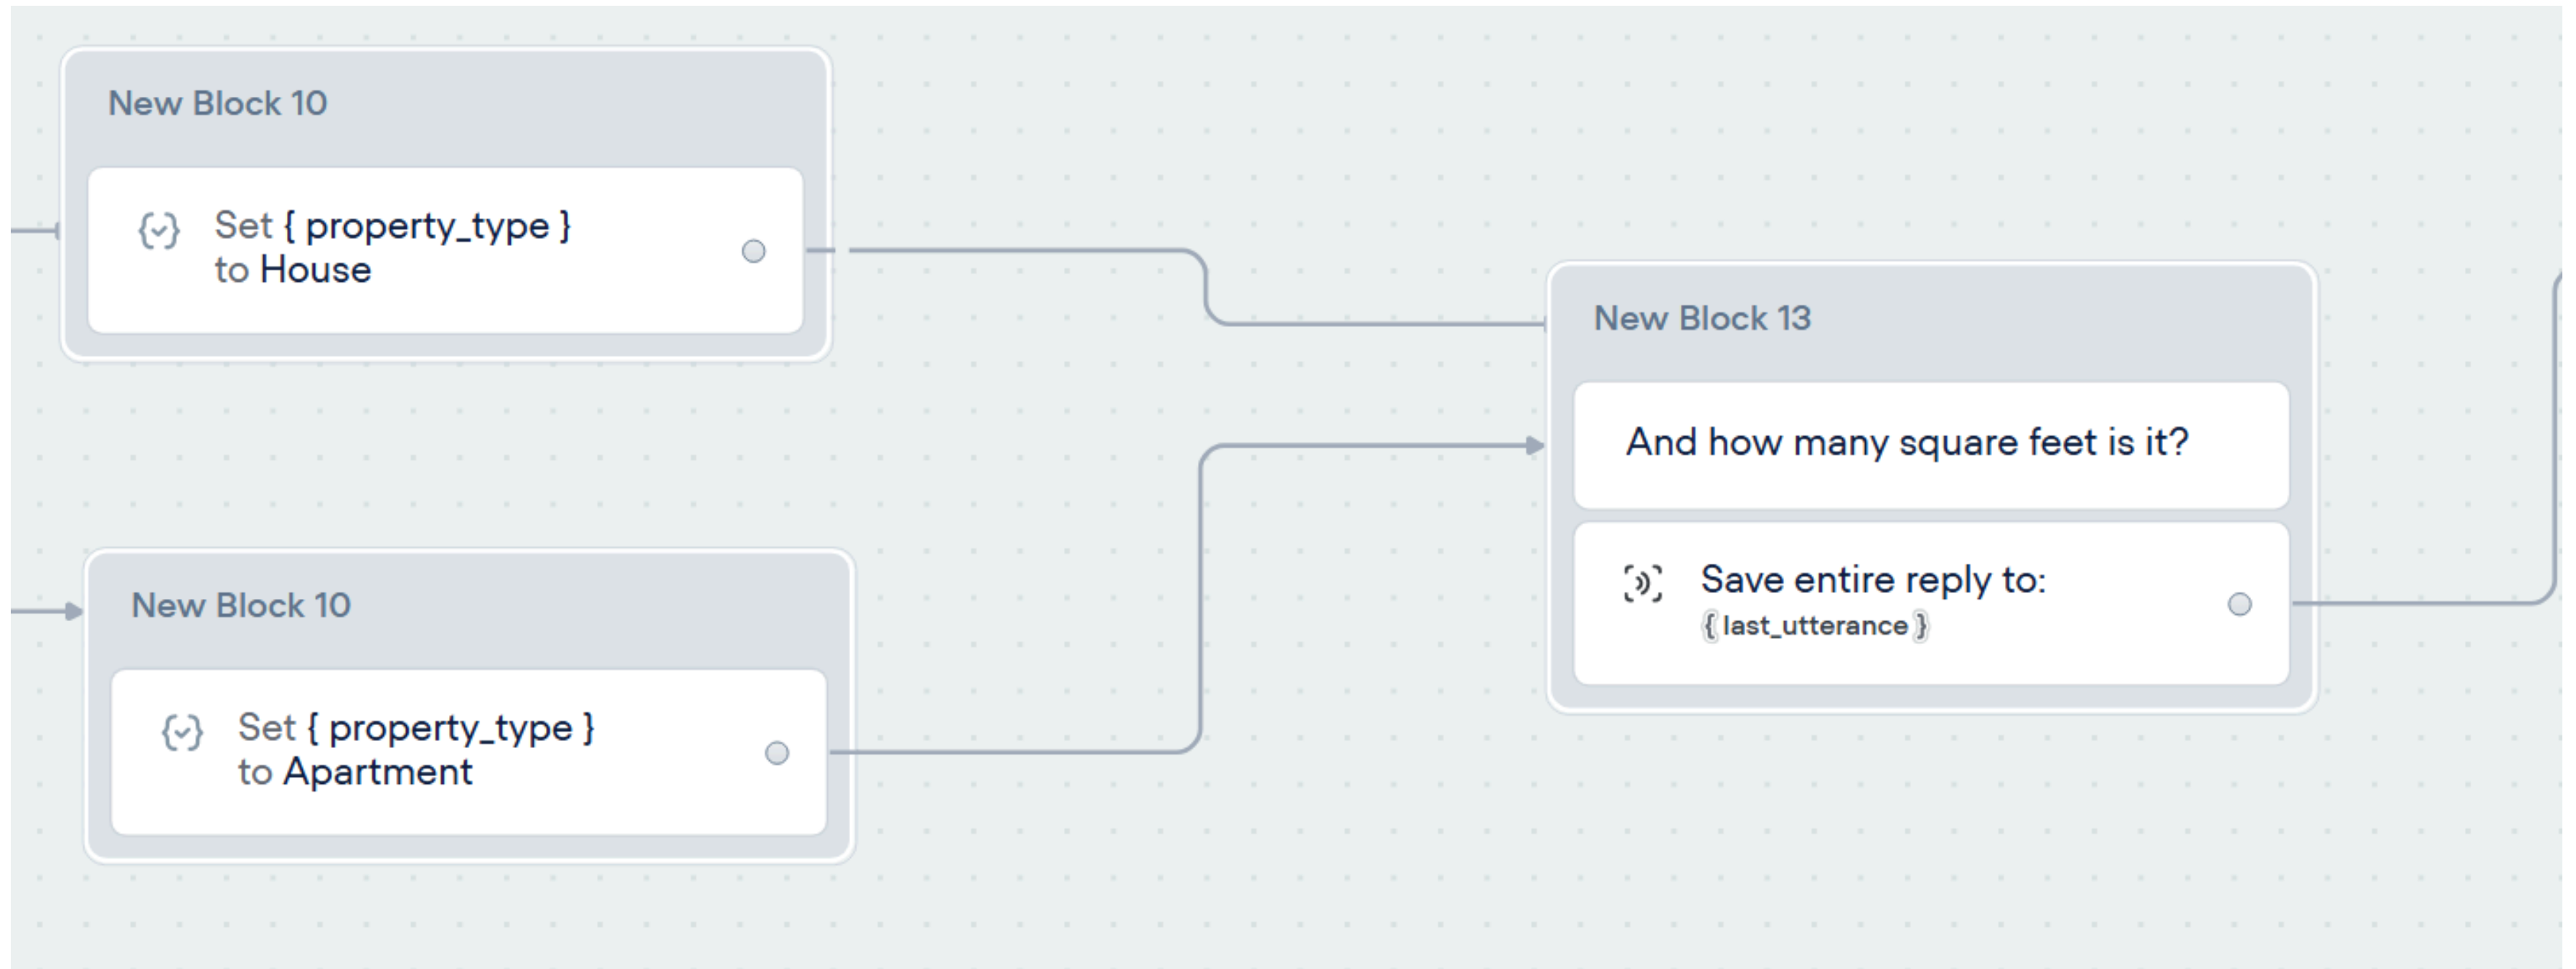 New Block 10
Set { property_type }
to House
New Block 10
Set { property_type }
to Apartment
New Block 13
And how many square feet is it?
Save entire reply to:
{ last_utterance }